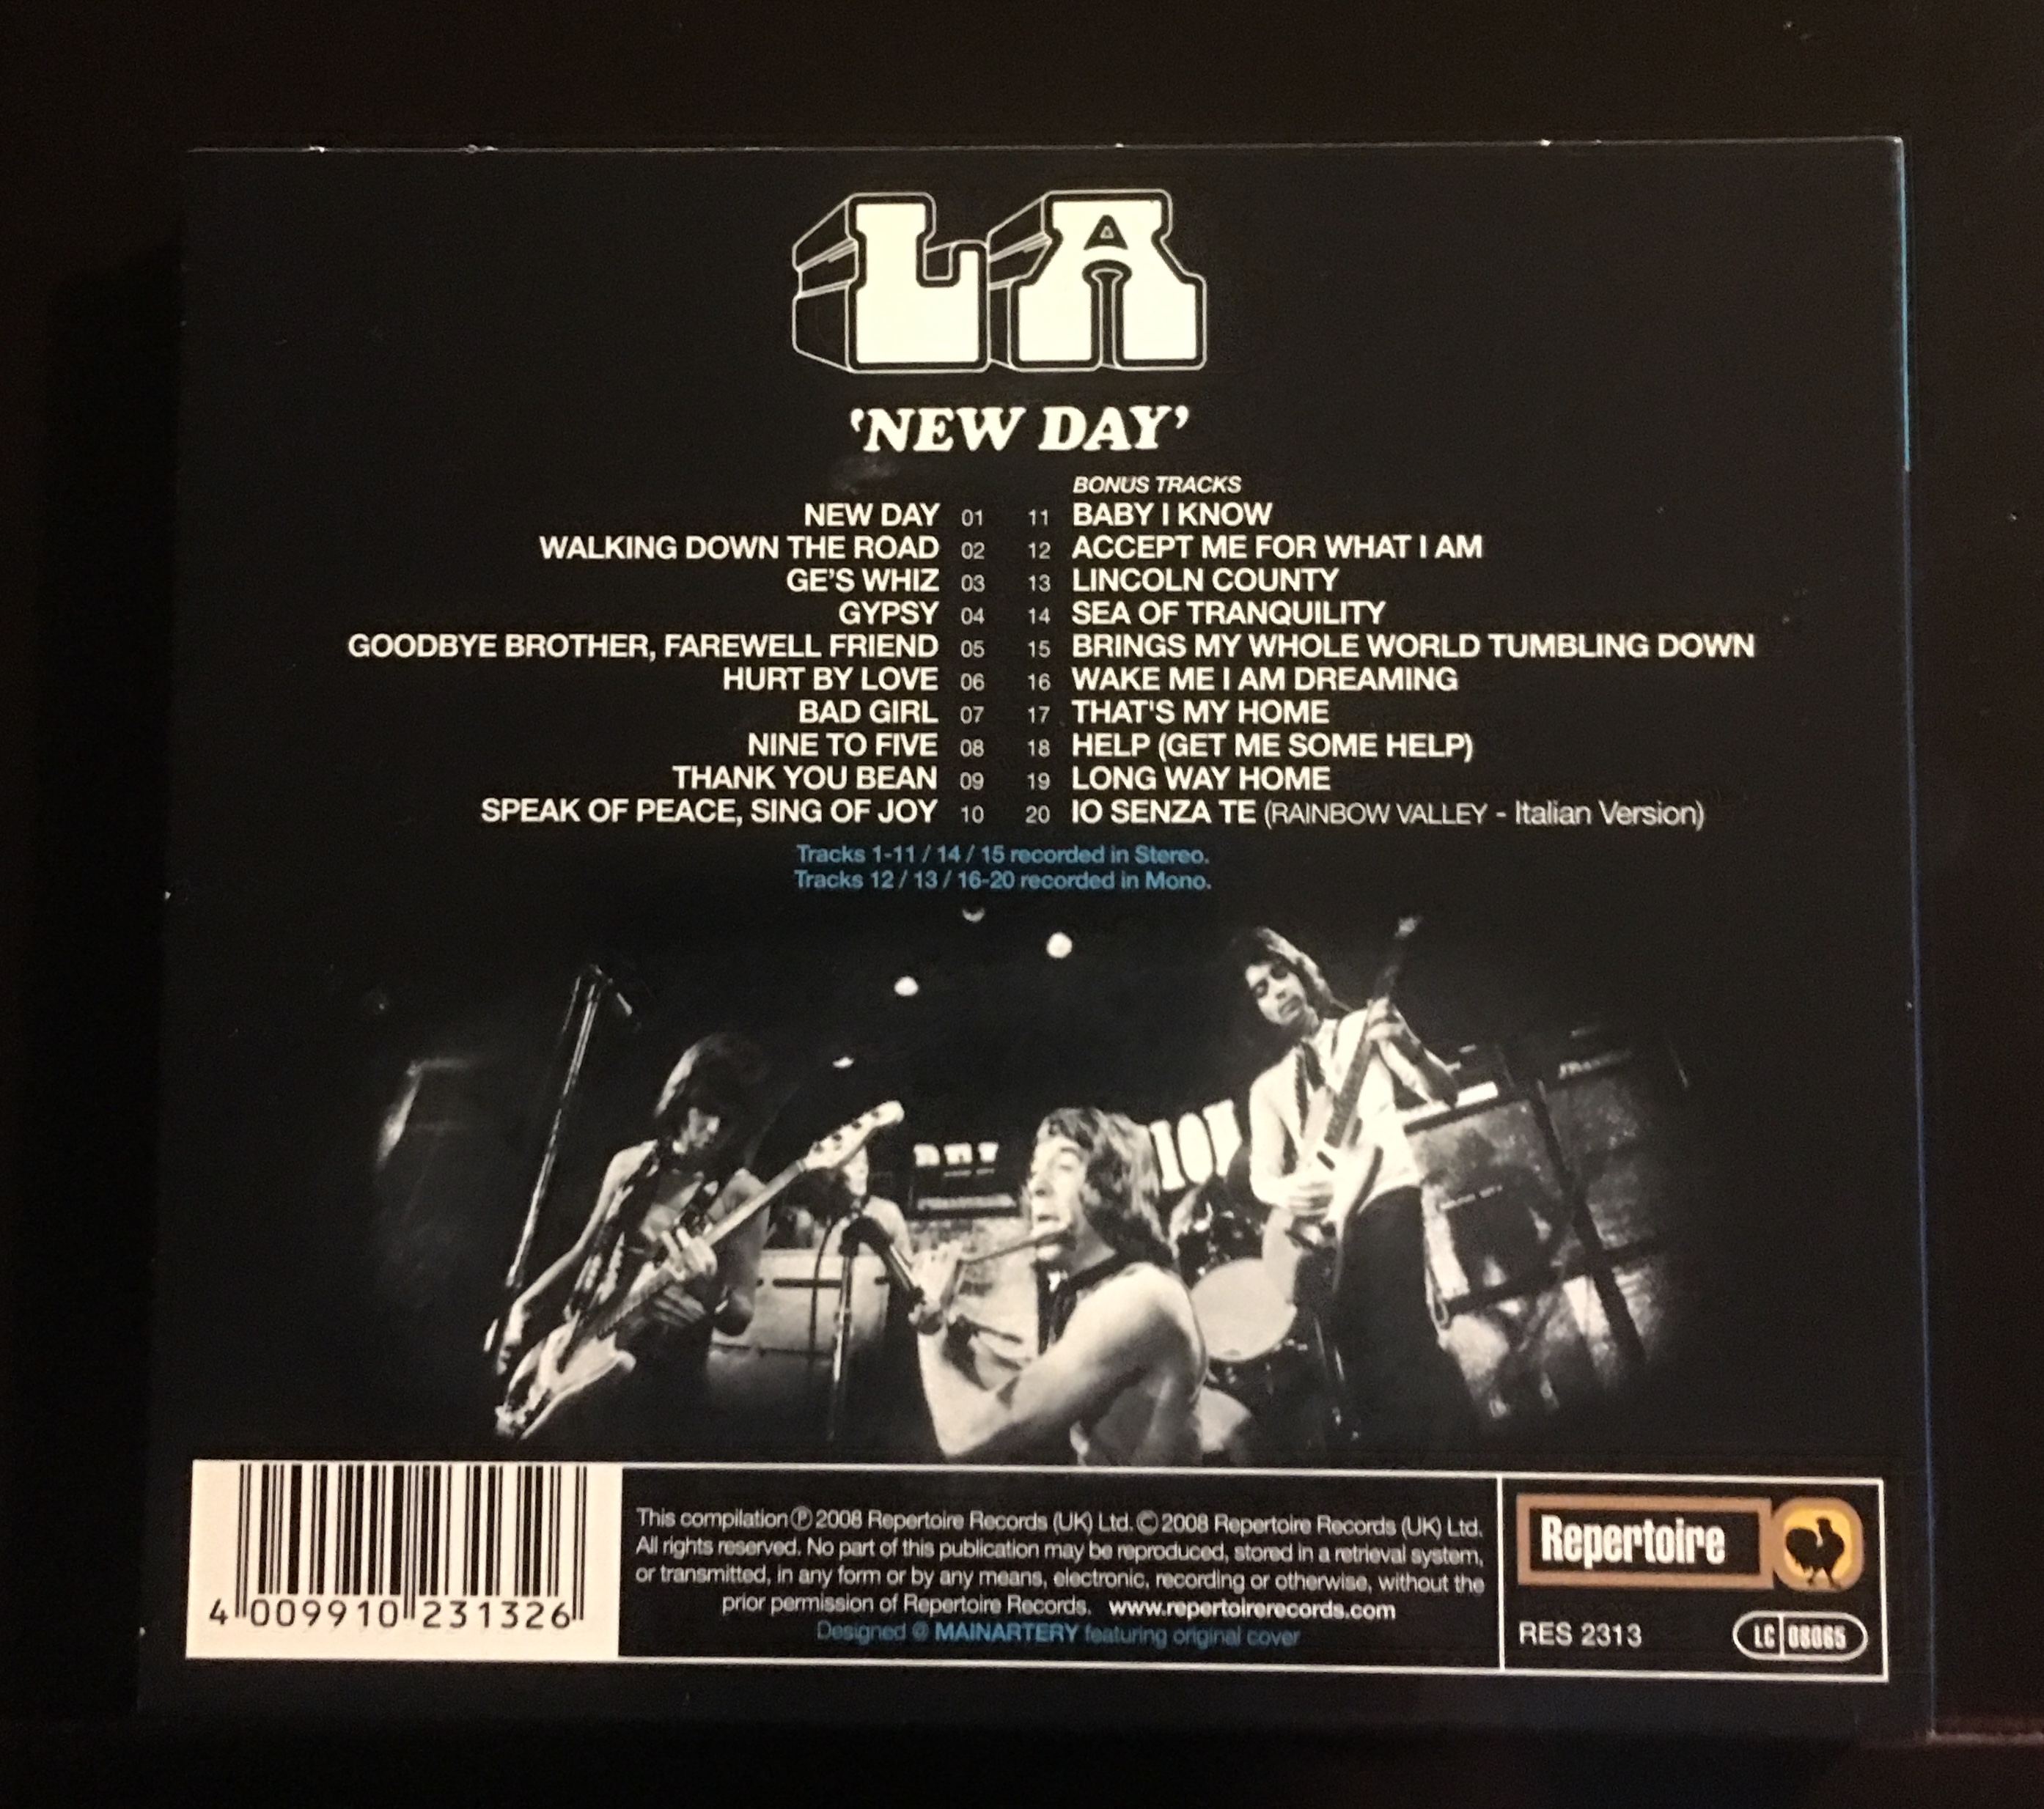 LA
'NEW DAY'
NEW DAY 01
WALKING DOWN THE ROAD 02
GE'S WHIZ 03
GYPSY 04
GOODBYE BROTHER, FAREWELL FRIEND 05
HURT BY LOVE 06
BAD GIRL 07
NINE TO FIVE 08
THANK YOU BEAN 09
SPEAK OF PEACE, SING OF JOY 10
BONUS TRACKS
11 BABY I KNOW
12 ACCEPT ME FOR WHAT I AM
13 LINCOLN COUNTY
14 SEA OF TRANQUILITY
15 BRINGS MY WHOLE WORLD TUMBLING DOWN
16 WAKE ME I AM DREAMING
17 THAT'S MY HOME
18 HELP (GET ME SOME HELP)
19 LONG WAY HOME
20 IO SENZA TE (RAINBOW VALLEY - Italian Version)
Tracks 1-11 / 14 / 15 recorded in Stereo.
Tracks 12 / 13 / 16-20 recorded in Mono.
4 009910 231326
This compilation ℗ 2008 Repertoire Records (UK) Ltd. © 2008 Repertoire Records (UK) Ltd.
All rights reserved. No part of this publication may be reproduced, stored in a retrieval system,
or transmitted, in any form or by any means, electronic, recording or otherwise, without the
prior permission of Repertoire Records. www.repertoirerecords.com
Designed @ MAINARTERY featuring original cover
Repertoire
RES 2313
LC 08065